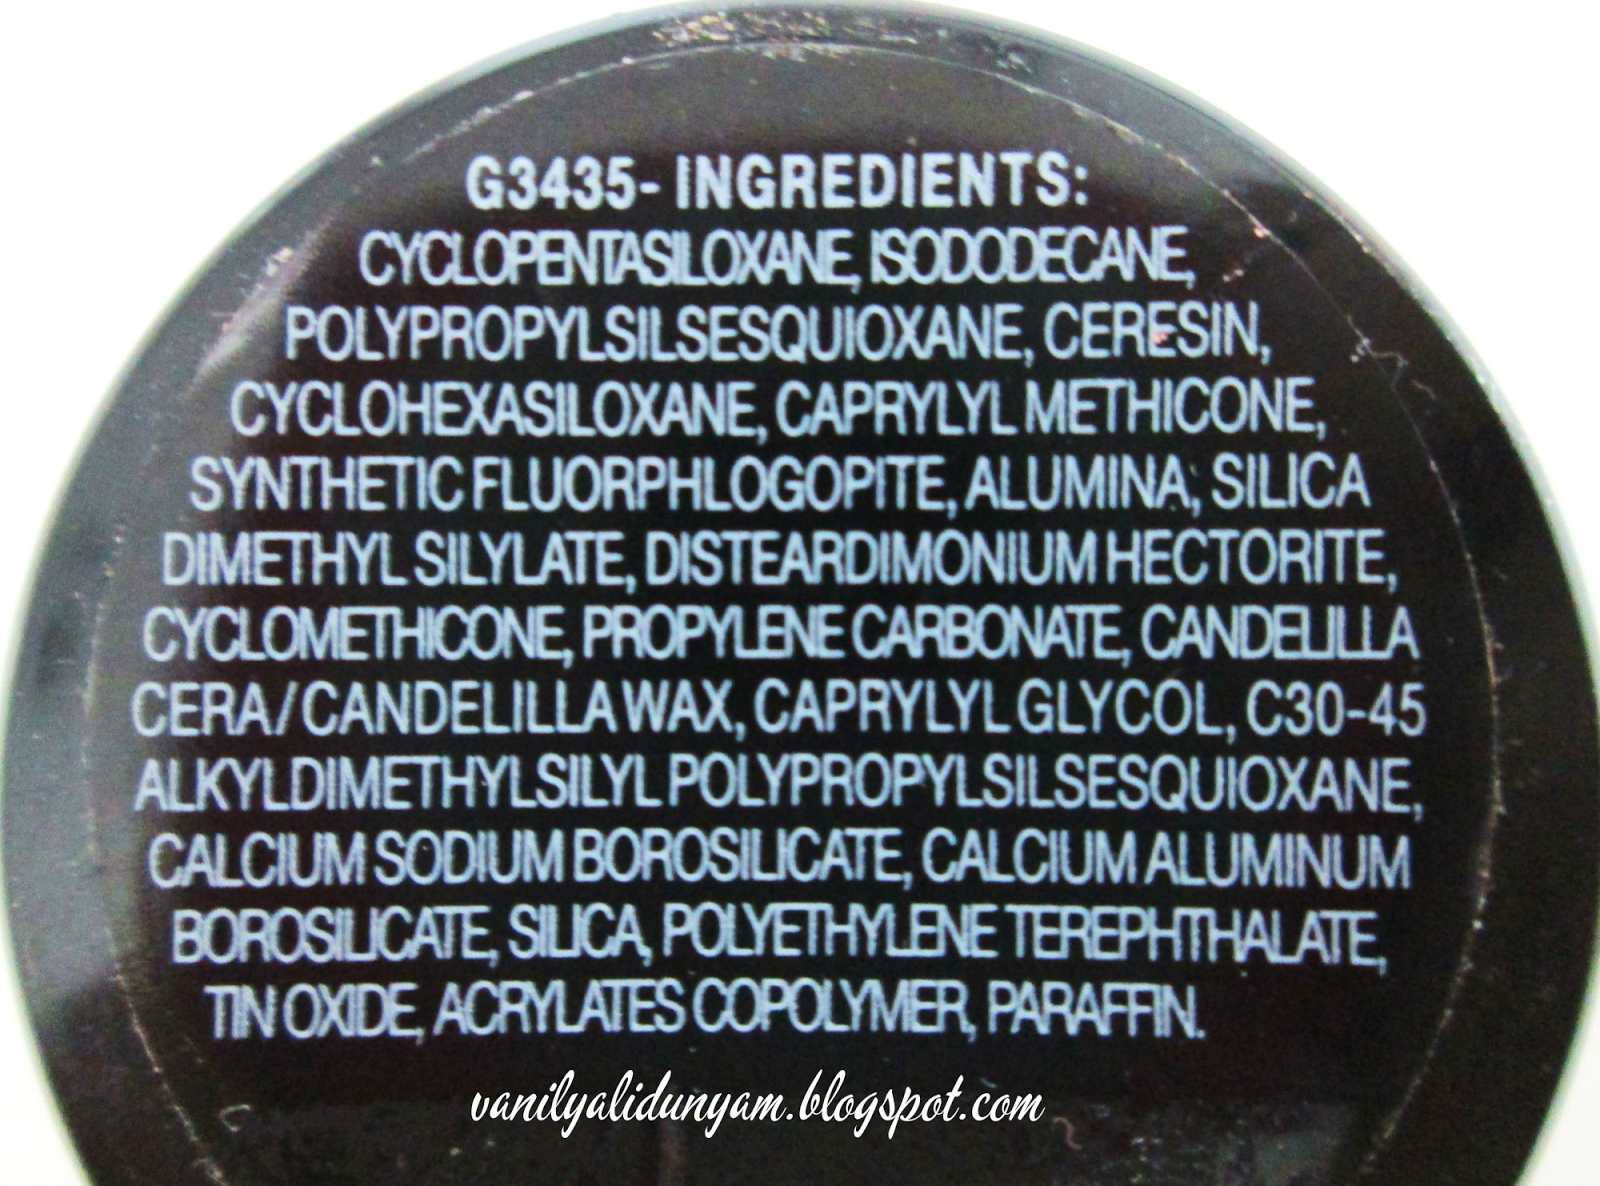 G3435- INGREDIENTS:
CYCLOPENTASILOXANE, ISODODECANE,
POLYPROPYLSILSESQUIOXANE, CERESIN,
CYCLOHEXASILOXANE, CAPRYLYL METHICONE,
SYNTHETIC FLUORPHLOGOPITE, ALUMINA, SILICA
DIMETHYL SILYLATE, DISTEARDIMONIUM HECTORITE,
CYCLOMETHICONE, PROPYLENE CARBONATE, CANDELILLA
CERA/CANDELILLA WAX, CAPRYLYL GLYCOL, C30-45
ALKYLDIMETHYLSILYL POLYPROPYLSILSESQUIOXANE,
CALCIUM SODIUM BOROSILICATE, CALCIUM ALUMINUM
BOROSILICATE, SILICA, POLYETHYLENE TEREPHTHALATE,
TIN OXIDE, ACRYLATES COPOLYMER, PARAFFIN.
vanilyalidunyam.blogspot.com